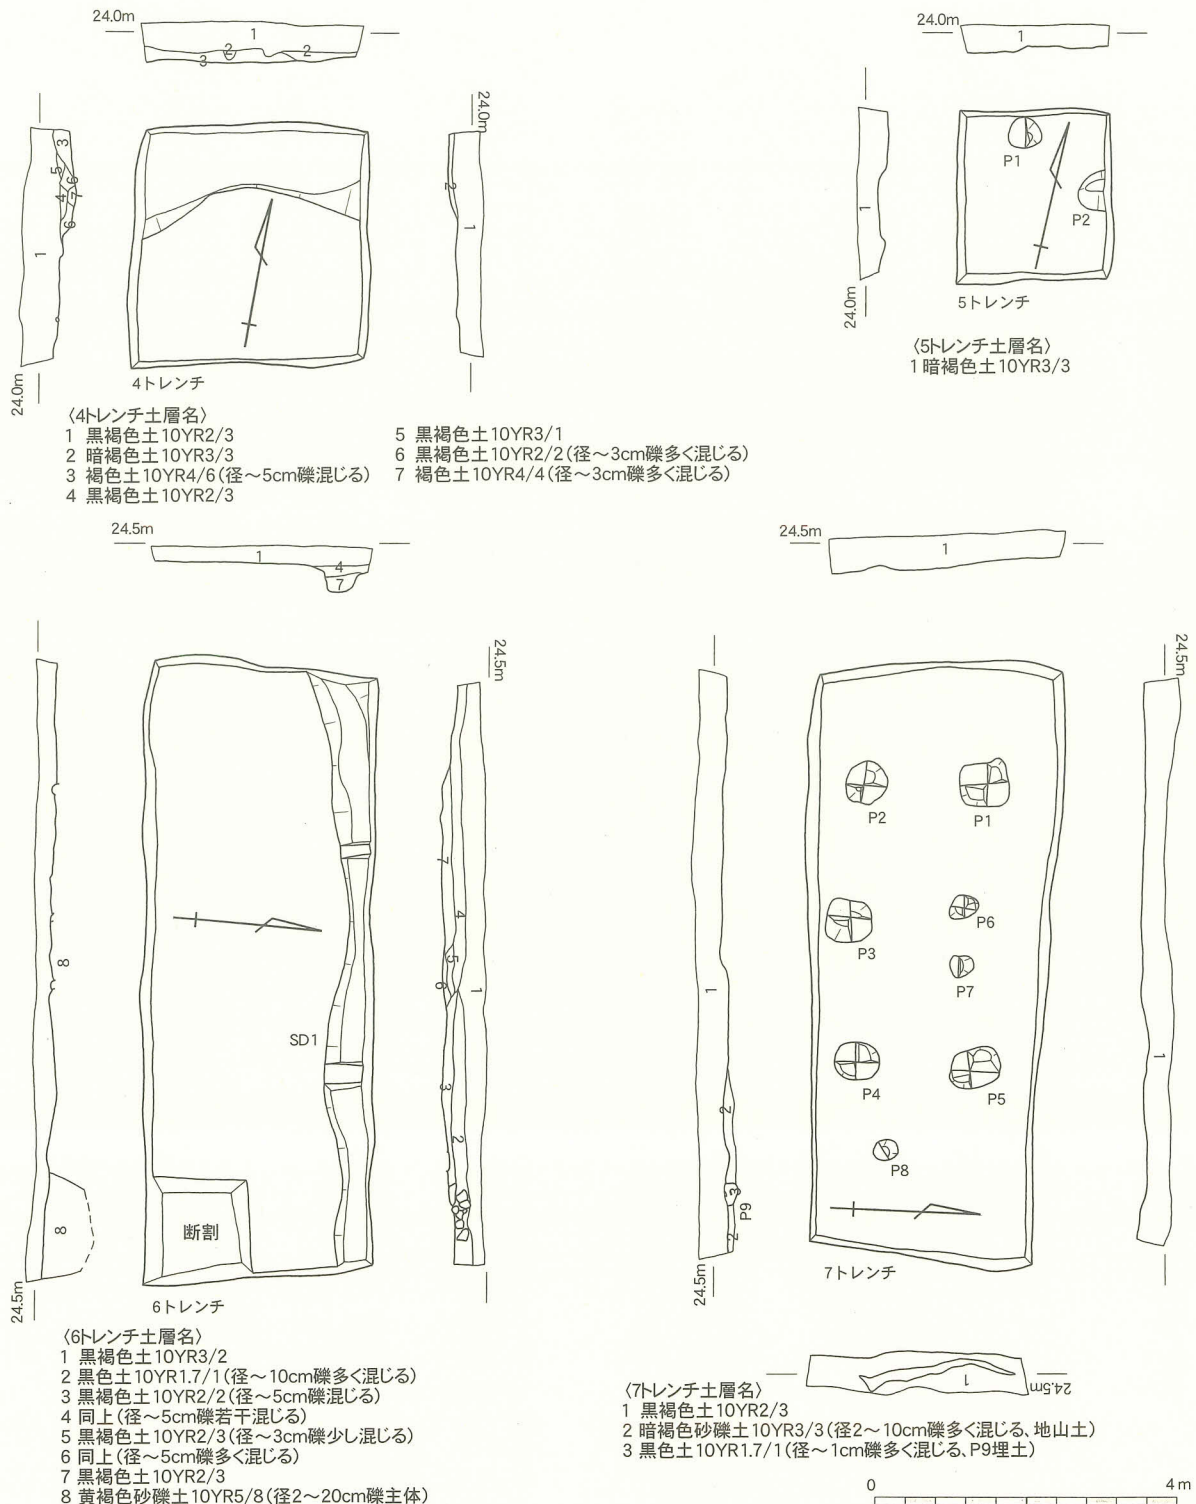 24.0m
1
2
2
3
24.0m
3
5
6
4
7
6
1
24.0m
2
1
4トレンチ
24.0m
1
1
24.0m
P1
P2
5トレンチ
〈5トレンチ土層名〉
1 暗褐色土10YR3/3
〈4トレンチ土層名〉
1 黒褐色土10YR2/3
2 暗褐色土10YR3/3
3 褐色土10YR4/6(径〜5cm礫混じる)
4 黒褐色土10YR2/3
5 黒褐色土10YR3/1
6 黒褐色土10YR2/2(径〜3cm礫多く混じる)
7 褐色土10YR4/4(径〜3cm礫多く混じる)
24.5m
1
4
7
8
8
24.5m
SD1
断割
24.5m
7
4
5
6
1
3
2
6トレンチ
〈6トレンチ土層名〉
1 黒褐色土10YR3/2
2 黒色土10YR1.7/1(径〜10cm礫多く混じる)
3 黒褐色土10YR2/2(径〜5cm礫混じる)
4 同上(径〜5cm礫若干混じる)
5 黒褐色土10YR2/3(径〜3cm礫少し混じる)
6 同上(径〜5cm礫多く混じる)
7 黒褐色土10YR2/3
8 黄褐色砂礫土10YR5/8(径2〜20cm礫主体)
24.5m
1
1
2
3
P9
2
24.5m
P2
P1
P3
P6
P7
P4
P5
P8
24.5m
1
7トレンチ
1
24.5m
〈7トレンチ土層名〉
1 黒褐色土10YR2/3
2 暗褐色砂礫土10YR3/3(径2〜10cm礫多く混じる、地山土)
3 黒色土10YR1.7/1(径〜1cm礫多く混じる、P9埋土)
0
4m